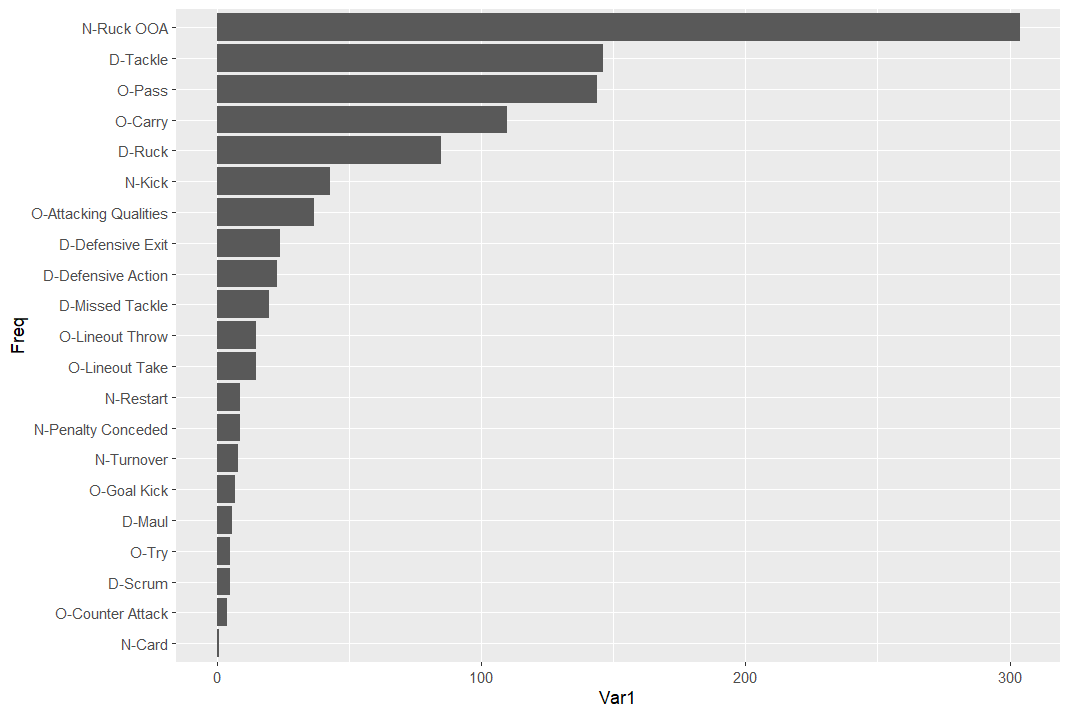 N-Ruck OOA
D-Tackle
O-Pass
O-Carry
D-Ruck
N-Kick
O-Attacking Qualities
D-Defensive Exit
D-Defensive Action
D-Missed Tackle
O-Lineout Throw
O-Lineout Take
N-Restart
N-Penalty Conceded
N-Turnover
O-Goal Kick
D-Maul
O-Try
D-Scrum
O-Counter Attack
N-Card
Freq
0 100 200 300
Var1